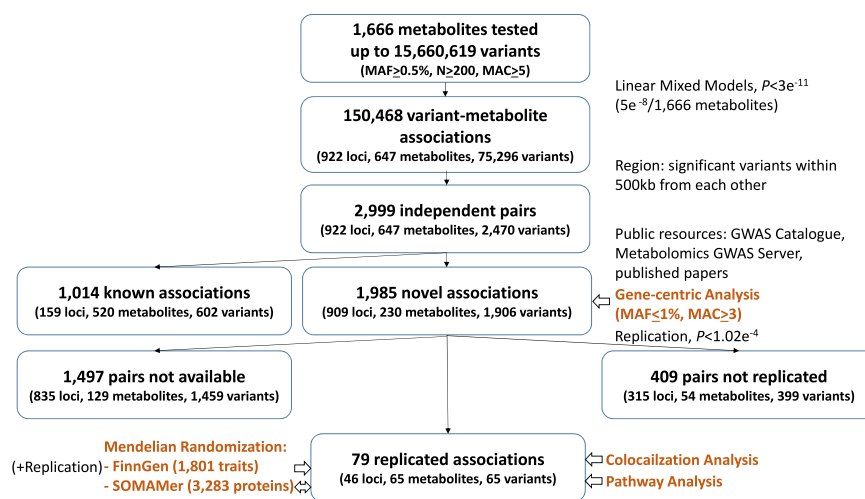 1,666 metabolites tested
up to 15,660,619 variants
(MAF≥0.5%, N≥200, MAC≥5)
Linear Mixed Models, P<3e-11
(5e-8/1,666 metabolites)
150,468 variant-metabolite
associations
(922 loci, 647 metabolites, 75,296 variants)
Region: significant variants within
500kb from each other
2,999 independent pairs
(922 loci, 647 metabolites, 2,470 variants)
Public resources: GWAS Catalogue,
Metabolomics GWAS Server,
published papers
1,014 known associations
(159 loci, 520 metabolites, 602 variants)
1,985 novel associations
(909 loci, 230 metabolites, 1,906 variants)
Gene-centric Analysis
(MAF≤1%, MAC≥3)
Replication, P<1.02e-4
1,497 pairs not available
(835 loci, 129 metabolites, 1,459 variants)
409 pairs not replicated
(315 loci, 54 metabolites, 399 variants)
Mendelian Randomization:
(+Replication) - FinnGen (1,801 traits)
- SOMAMer (3,283 proteins)
79 replicated associations
(46 loci, 65 metabolites, 65 variants)
Colocailzation Analysis
Pathway Analysis